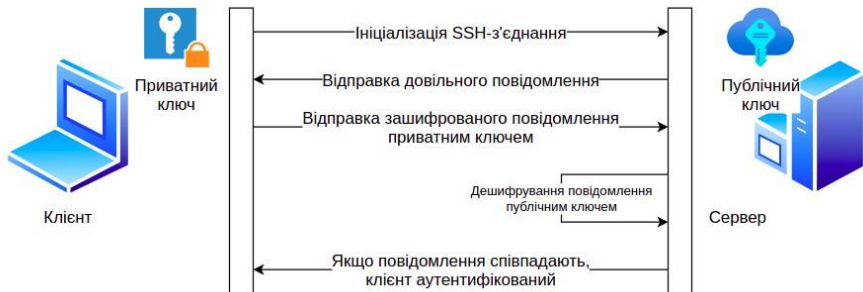 Ініціалізація SSH-з'єднання
Приватний
ключ
Відправка довільного повідомлення
Публічний
ключ
Відправка зашифрованого повідомлення
приватним ключем
Дешифрування повідомлення
публічним ключем
Клієнт
Сервер
Якщо повідомлення співпадають,
клієнт аутентифікований